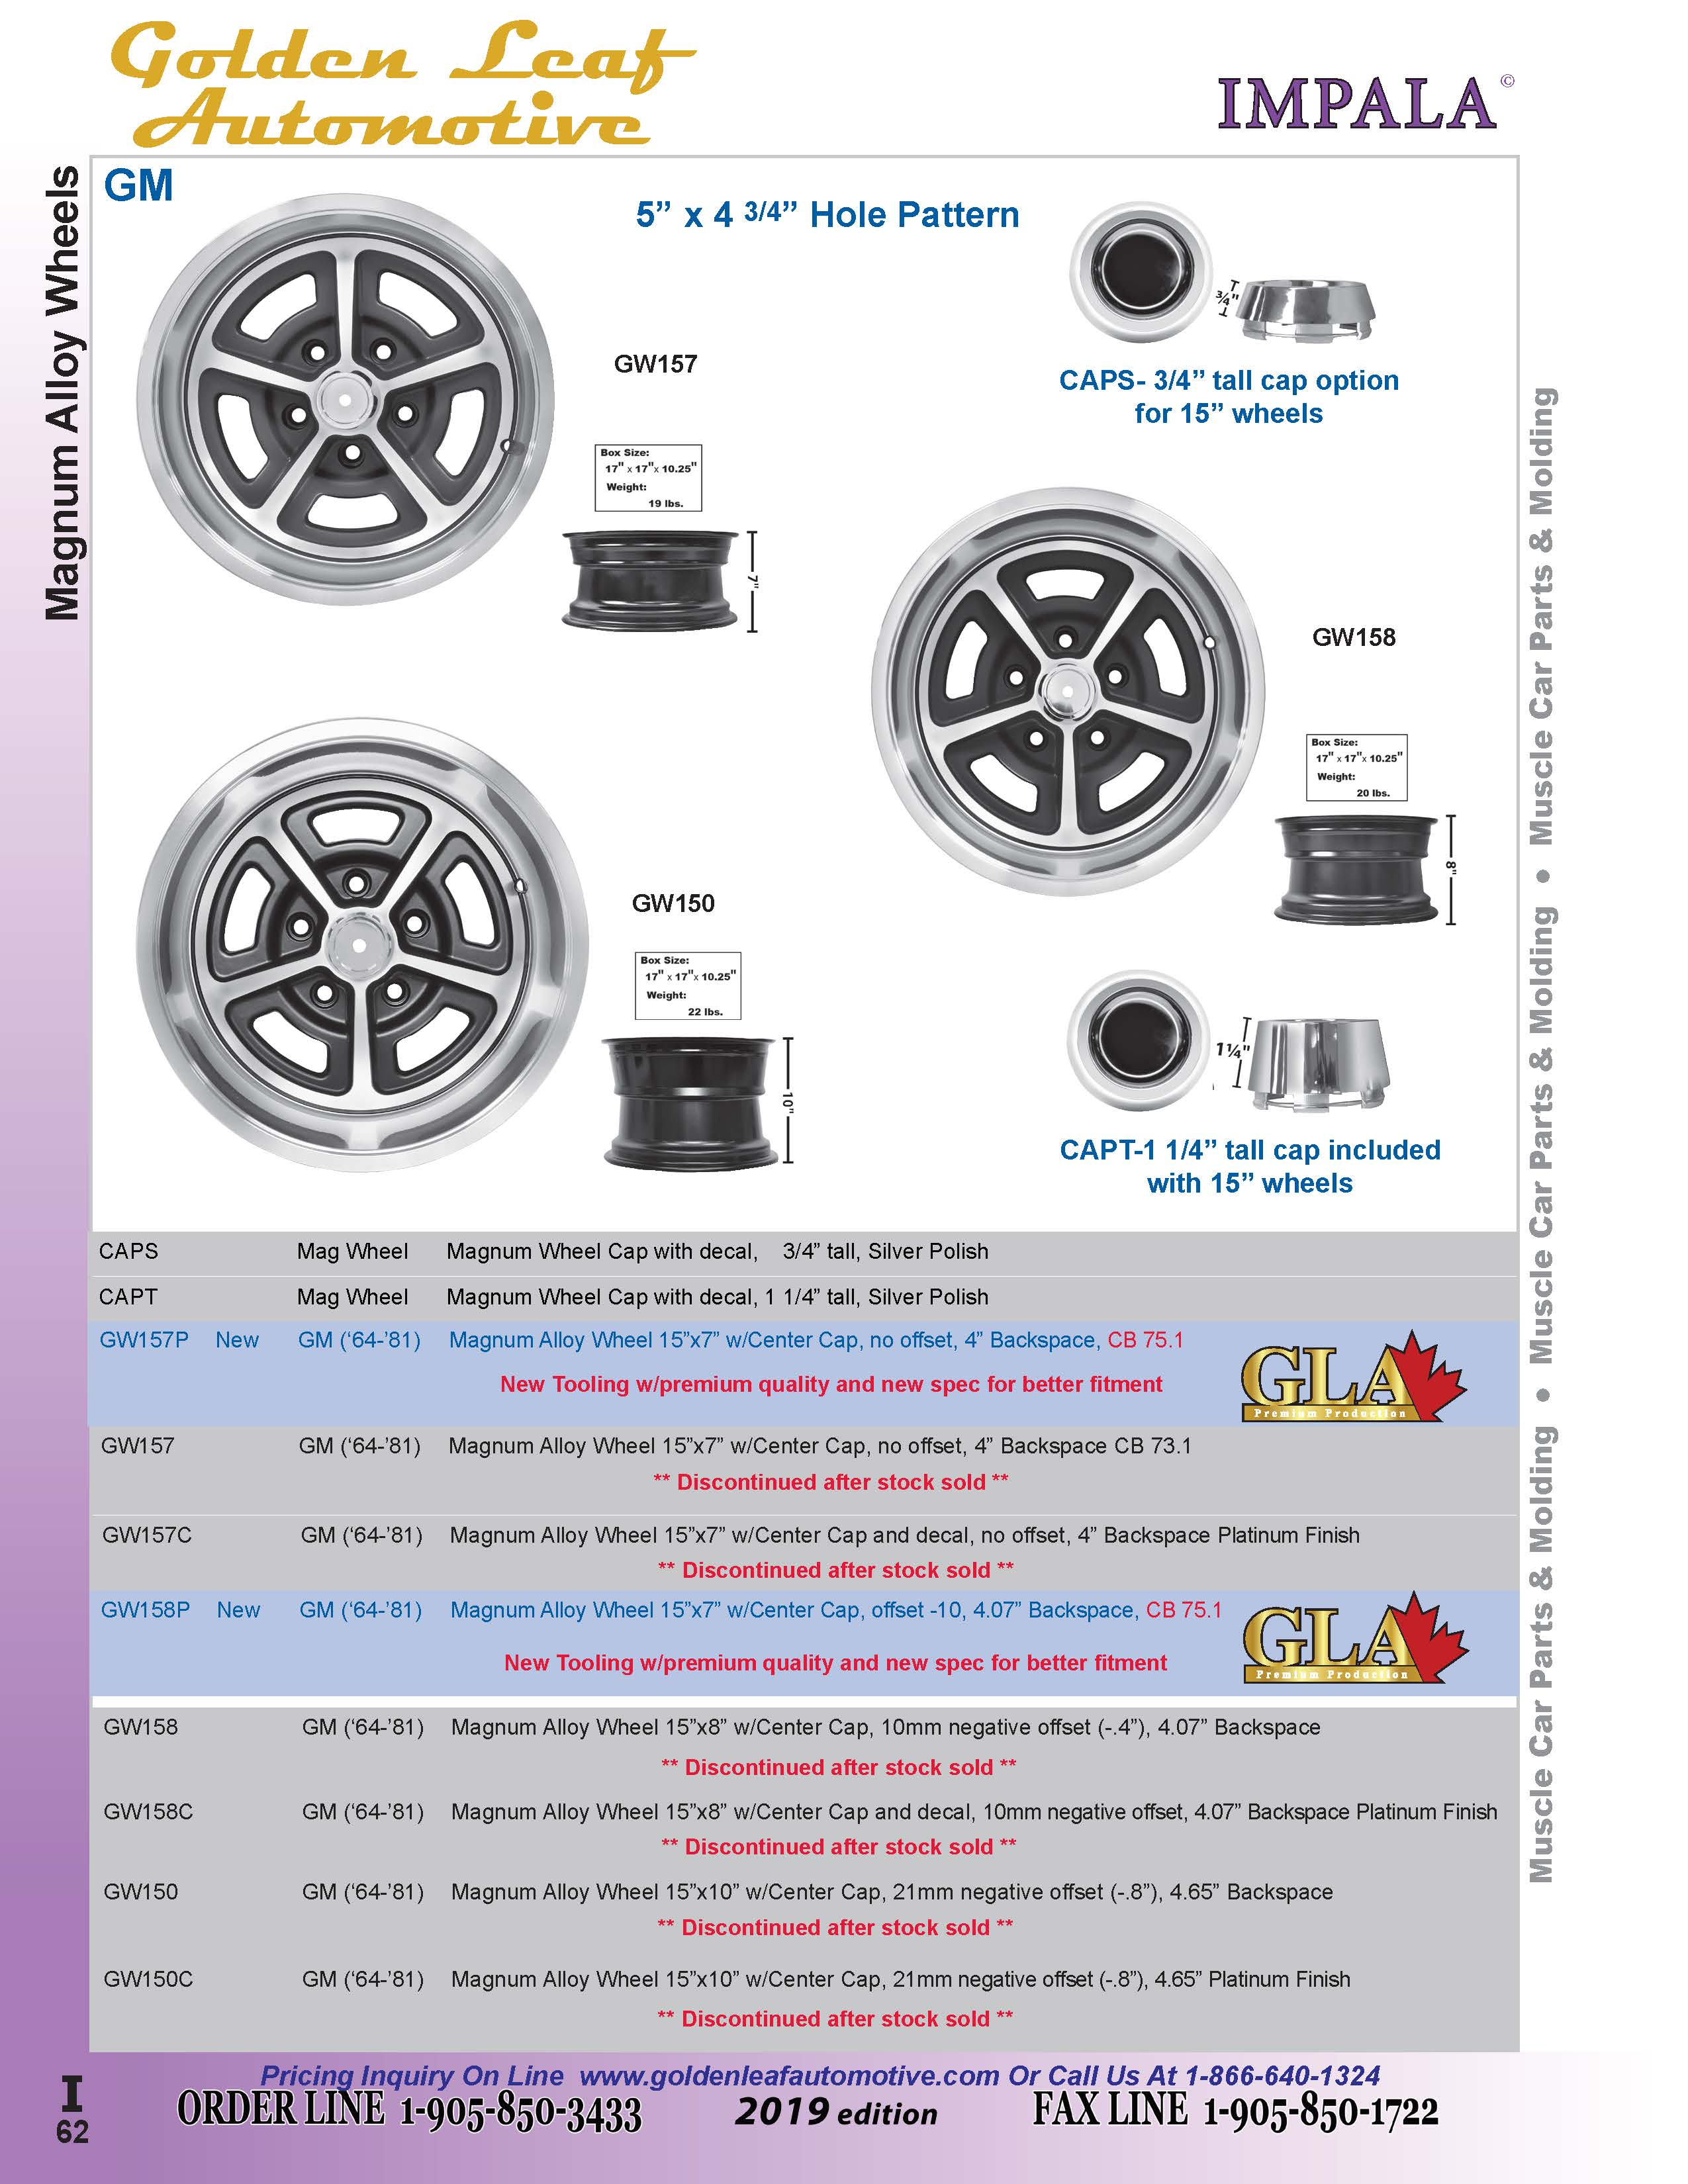 Golden Leaf
Automotive
IMPALA©
Magnum Alloy Wheels
GM
5” x 4 3/4” Hole Pattern
GW157
Box Size:
17" x 17"x 10.25"
Weight:
19 lbs.
7"
3/4"
CAPS- 3/4” tall cap option
for 15” wheels
GW158
Box Size:
17" x 17"x 10.25"
Weight:
20 lbs.
8"
GW150
Box Size:
17" x 17"x 10.25"
Weight:
22 lbs.
10"
1¼"
CAPT-1 1/4” tall cap included
with 15” wheels
CAPS Mag Wheel Magnum Wheel Cap with decal, 3/4” tall, Silver Polish
CAPT Mag Wheel Magnum Wheel Cap with decal, 1 1/4” tall, Silver Polish
GW157P New GM (‘64-’81) Magnum Alloy Wheel 15”x7” w/Center Cap, no offset, 4” Backspace, CB 75.1
New Tooling w/premium quality and new spec for better fitment
GLA
Premium Production
GW157 GM (‘64-’81) Magnum Alloy Wheel 15”x7” w/Center Cap, no offset, 4” Backspace CB 73.1
** Discontinued after stock sold **
GW157C GM (‘64-’81) Magnum Alloy Wheel 15”x7” w/Center Cap and decal, no offset, 4” Backspace Platinum Finish
** Discontinued after stock sold **
GW158P New GM (‘64-’81) Magnum Alloy Wheel 15”x7” w/Center Cap, offset -10, 4.07” Backspace, CB 75.1
New Tooling w/premium quality and new spec for better fitment
GLA
Premium Production
GW158 GM (‘64-’81) Magnum Alloy Wheel 15”x8” w/Center Cap, 10mm negative offset (-.4”), 4.07” Backspace
** Discontinued after stock sold **
GW158C GM (‘64-’81) Magnum Alloy Wheel 15”x8” w/Center Cap and decal, 10mm negative offset, 4.07” Backspace Platinum Finish
** Discontinued after stock sold **
GW150 GM (‘64-’81) Magnum Alloy Wheel 15”x10” w/Center Cap, 21mm negative offset (-.8”), 4.65” Backspace
** Discontinued after stock sold **
GW150C GM (‘64-’81) Magnum Alloy Wheel 15”x10” w/Center Cap, 21mm negative offset (-.8”), 4.65” Platinum Finish
** Discontinued after stock sold **
Muscle Car Parts & Molding • Muscle Car Parts & Molding • Muscle Car Parts & Molding
Pricing Inquiry On Line www.goldenleafautomotive.com Or Call Us At 1-866-640-1324
ORDER LINE 1-905-850-3433 2019 edition FAX LINE 1-905-850-1722
I
62